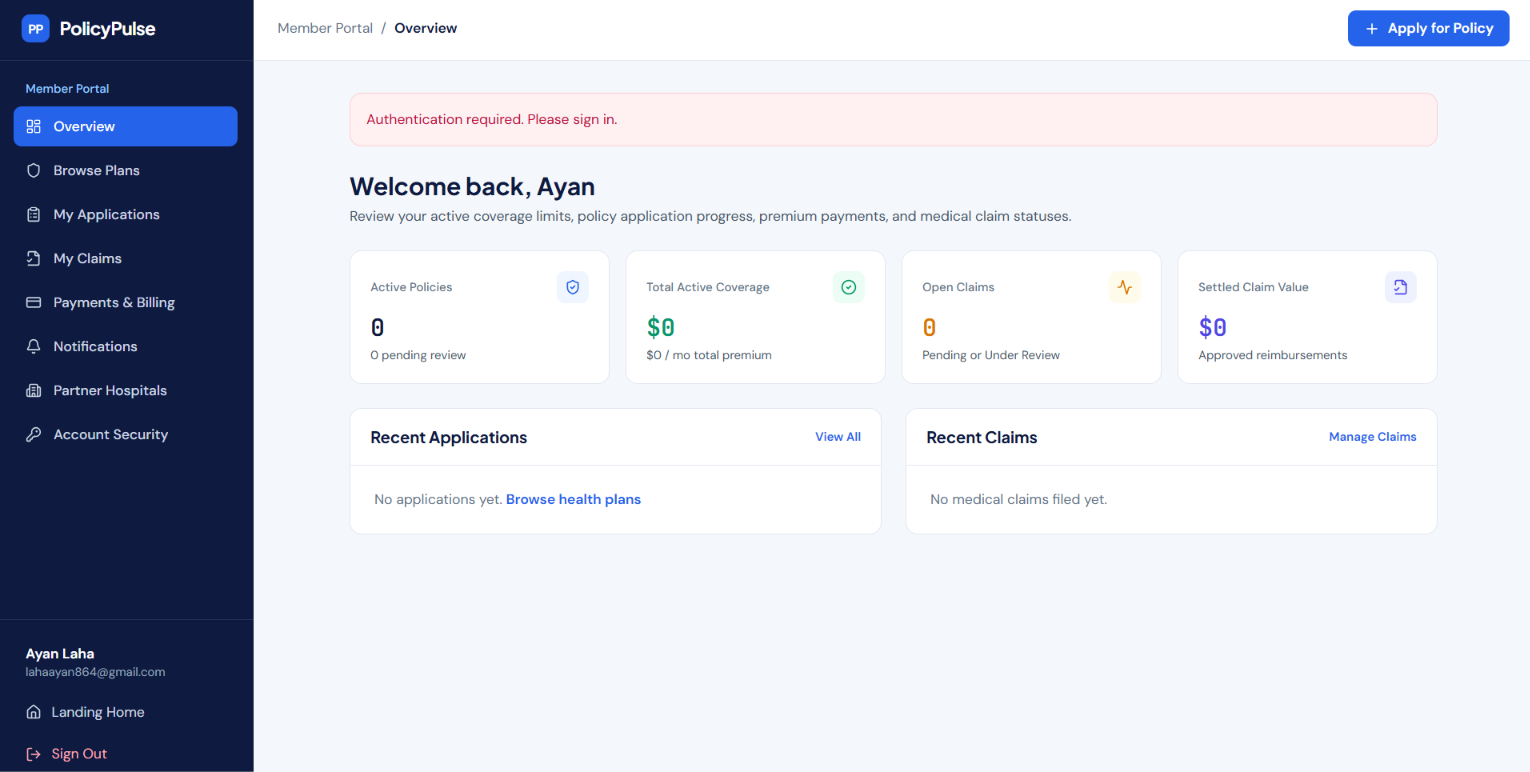 PP PolicyPulse
Member Portal
Overview
Browse Plans
My Applications
My Claims
Payments & Billing
Notifications
Partner Hospitals
Account Security
Ayan Laha
lahaayan864@gmail.com
Landing Home
Sign Out
Member Portal / Overview
+ Apply for Policy
Authentication required. Please sign in.
Welcome back, Ayan
Review your active coverage limits, policy application progress, premium payments, and medical claim statuses.
Active Policies
0
0 pending review
Total Active Coverage
$0
$0 / mo total premium
Open Claims
0
Pending or Under Review
Settled Claim Value
$0
Approved reimbursements
Recent Applications
View All
No applications yet. Browse health plans
Recent Claims
Manage Claims
No medical claims filed yet.